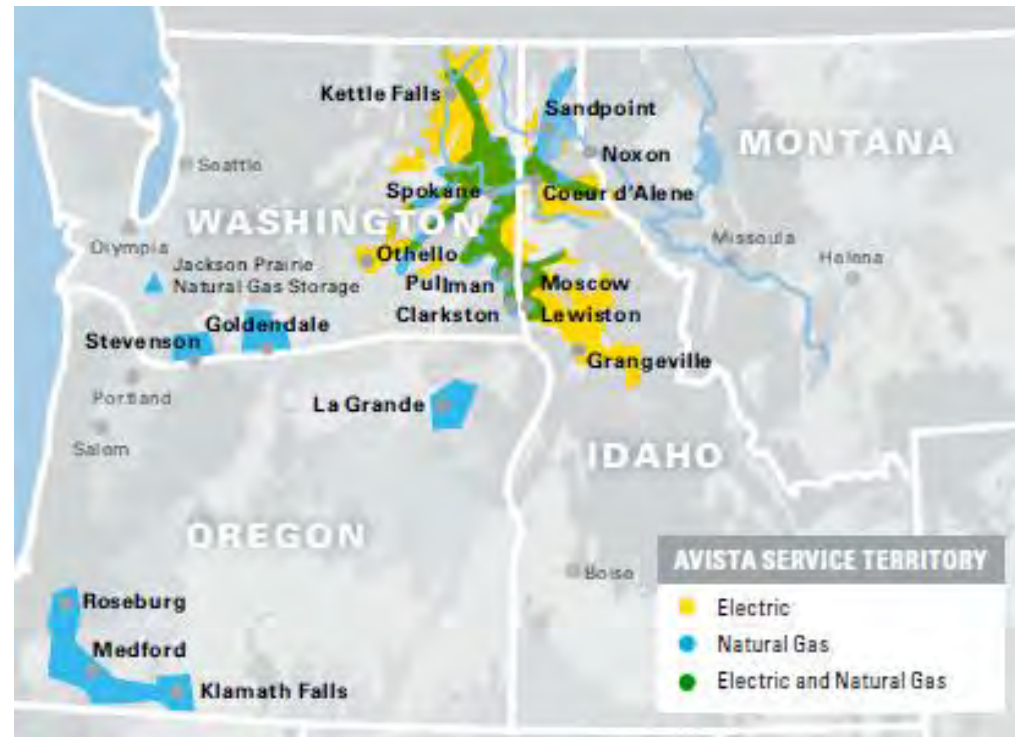 Kettle Falls
Sandpoint
MONTANA
Noxon
Seattle
Spokane
Coeur d'Alene
WASHINGTON
Olympia
Othello
Missoula
Helena
Jackson Prairie
Natural Gas Storage
Pullman
Moscow
Clarkston
Lewiston
Goldendale
Stevenson
Grangeville
Portland
La Grande
Salem
IDAHO
OREGON
Boise
AVISTA SERVICE TERRITORY
Electric
Natural Gas
Electric and Natural Gas
Roseburg
Medford
Klamath Falls